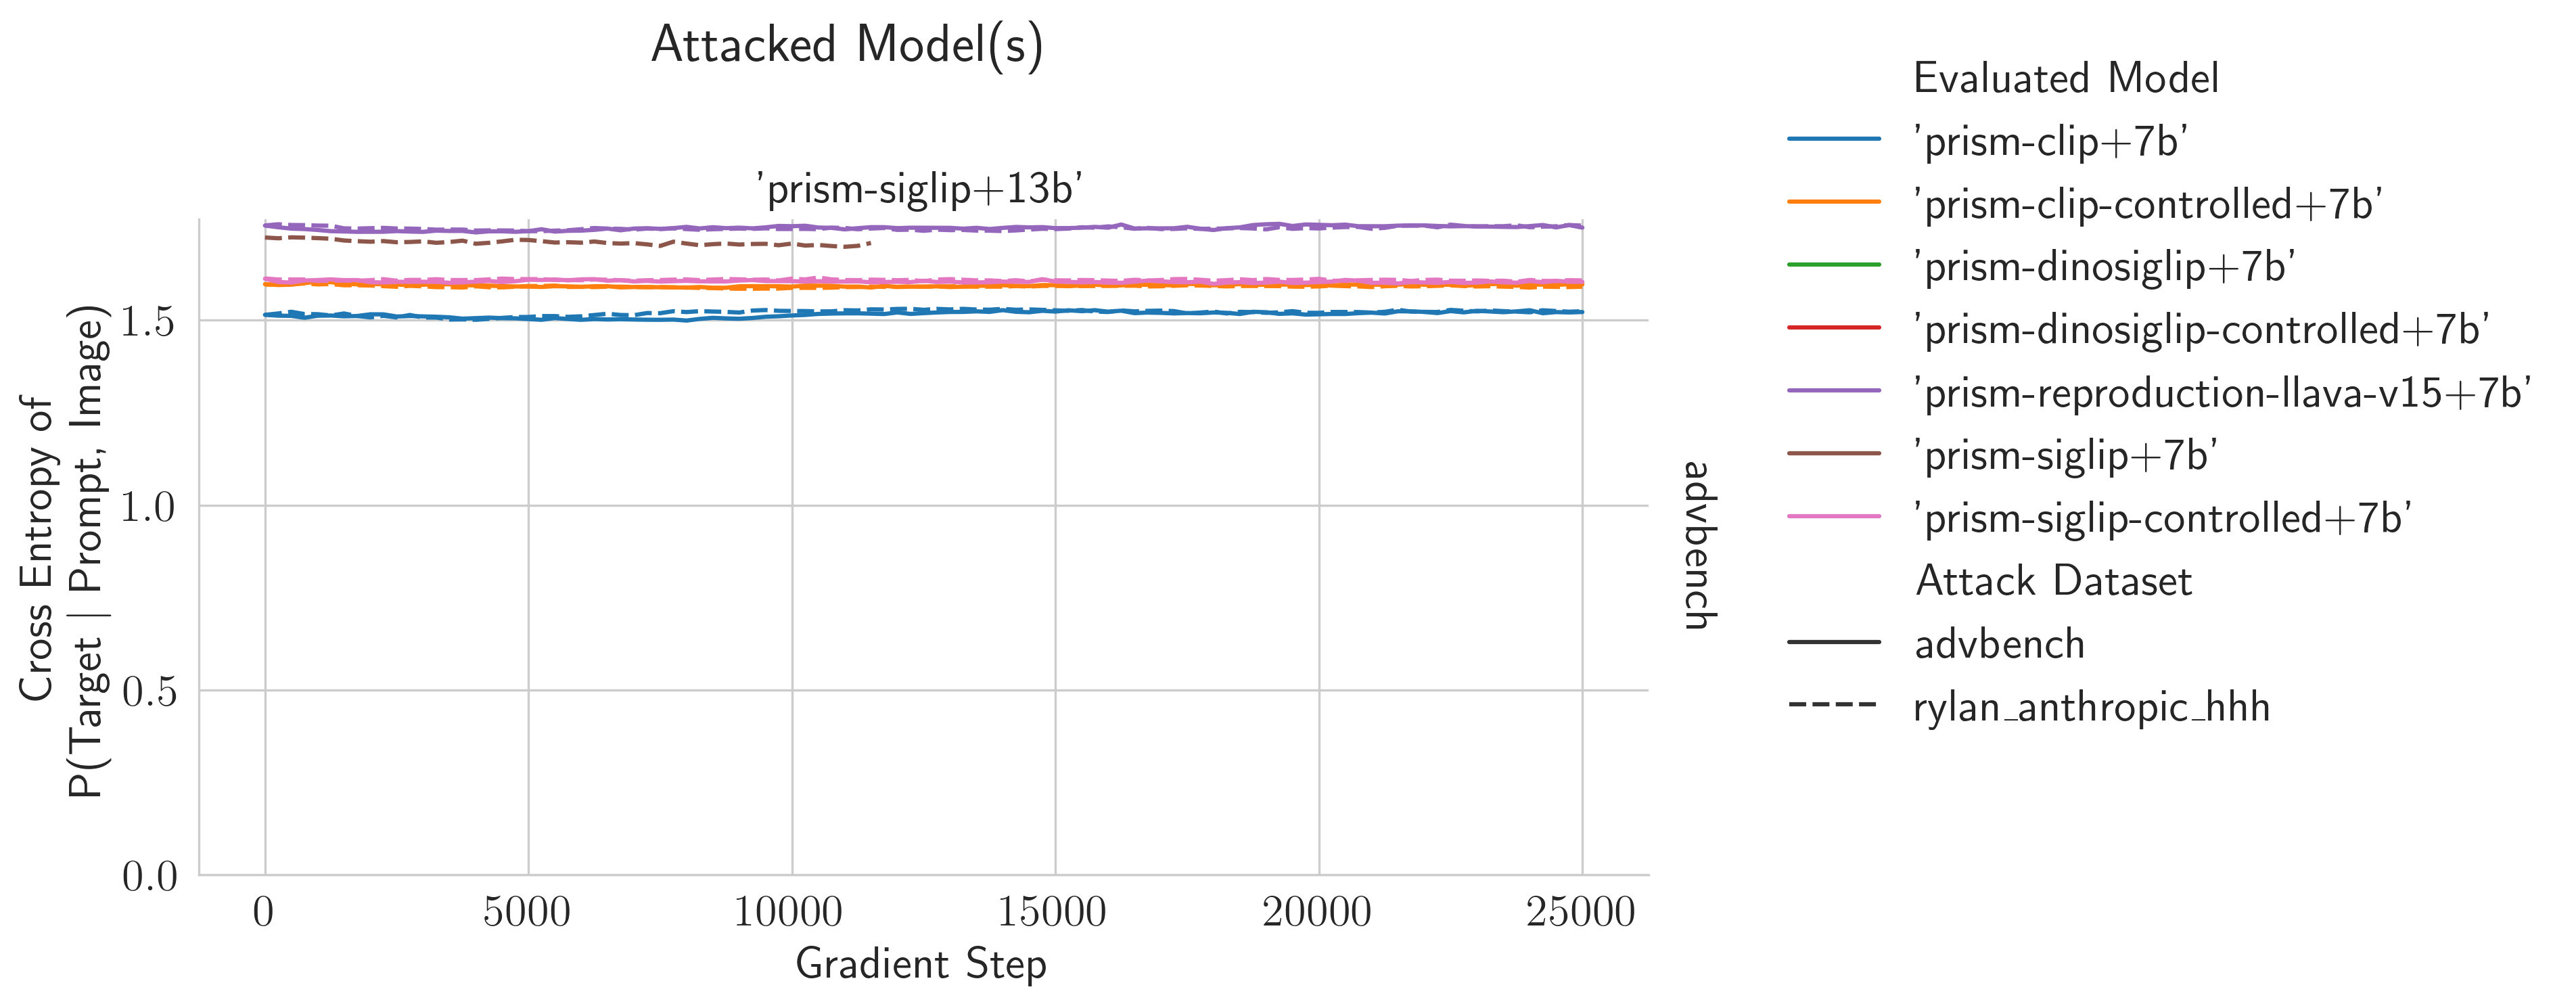 Attacked Model(s)
'prism-siglip+13b'
Cross Entropy of
P(Target | Prompt, Image)
1.5
1.0
0.5
0.0
0
5000
10000
15000
20000
25000
Gradient Step
advbench
Evaluated Model
'prism-clip+7b'
'prism-clip-controlled+7b'
'prism-dinosiglip+7b'
'prism-dinosiglip-controlled+7b'
'prism-reproduction-llava-v15+7b'
'prism-siglip+7b'
'prism-siglip-controlled+7b'
Attack Dataset
advbench
rylan_anthropic_hhh